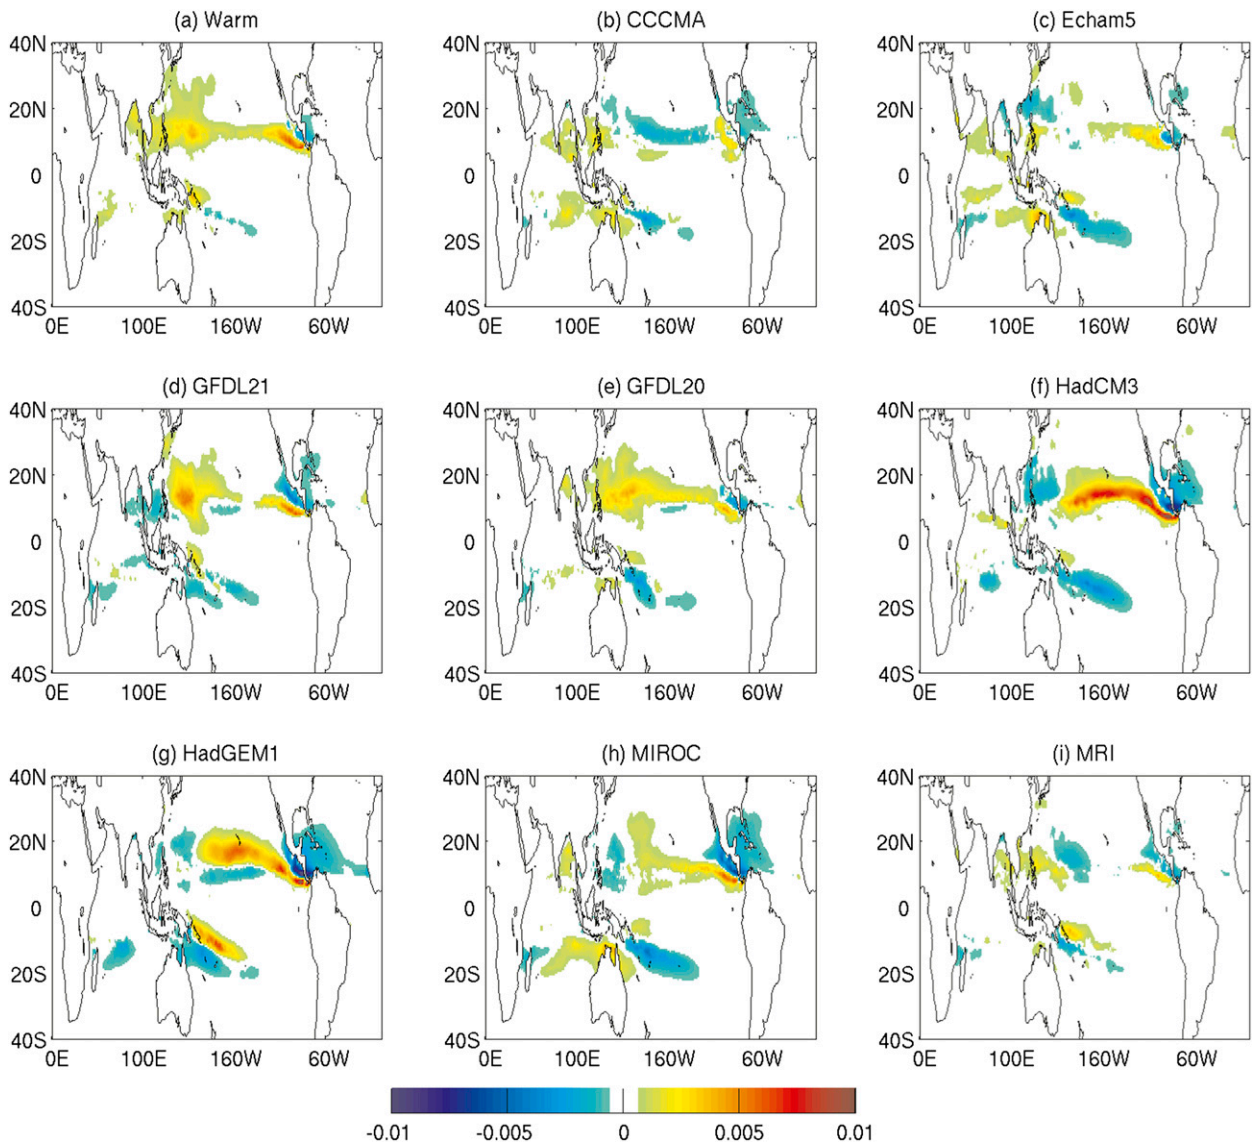 (a) Warm (b) CCCMA (c) Echam5
40N 40N 40N
20N 20N 20N
0 0 0
20S 20S 20S
40S 40S 40S
0E 100E 160W 60W 0E 100E 160W 60W 0E 100E 160W 60W
(d) GFDL21 (e) GFDL20 (f) HadCM3
40N 40N 40N
20N 20N 20N
0 0 0
20S 20S 20S
40S 40S 40S
0E 100E 160W 60W 0E 100E 160W 60W 0E 100E 160W 60W
(g) HadGEM1 (h) MIROC (i) MRI
40N 40N 40N
20N 20N 20N
0 0 0
20S 20S 20S
40S 40S 40S
0E 100E 160W 60W 0E 100E 160W 60W 0E 100E 160W 60W
-0.01 -0.005 0 0.005 0.01